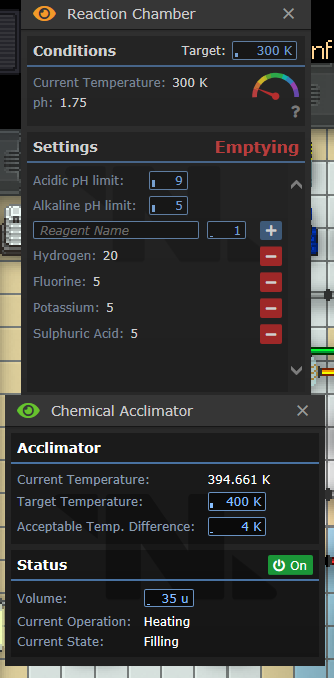 Reaction Chamber
Conditions Target: 300 K
Current Temperature: 300 K
ph: 1.75
?
Settings Emptying
Acidic pH limit: 9
Alkaline pH limit: 5
Reagent Name 1 +
Hydrogen: 20
Fluorine: 5
Potassium: 5
Sulphuric Acid: 5
Chemical Acclimator
Acclimator
Current Temperature: 394.661 K
Target Temperature: 400 K
Acceptable Temp. Difference: 4 K
Status On
Volume: 35 u
Current Operation: Heating
Current State: Filling
nf